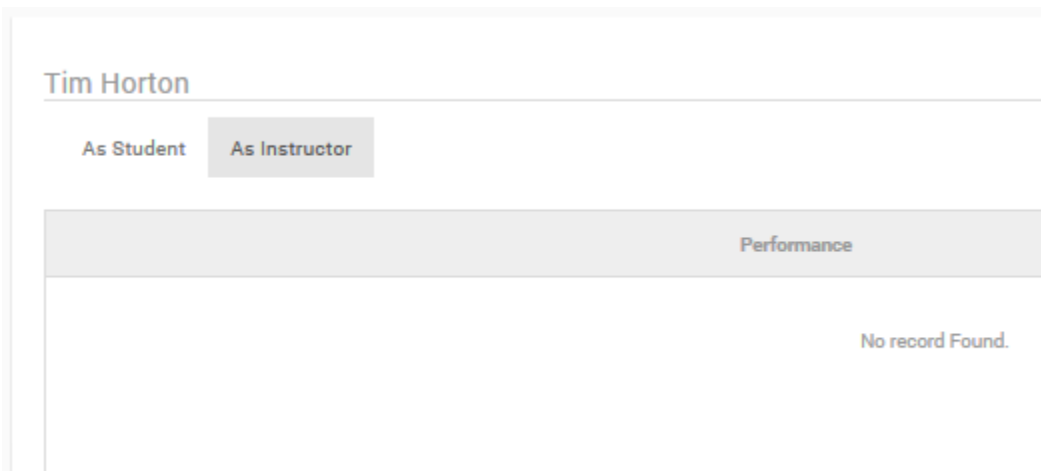 Tim Horton
As Student As Instructor
Performance
No record Found.